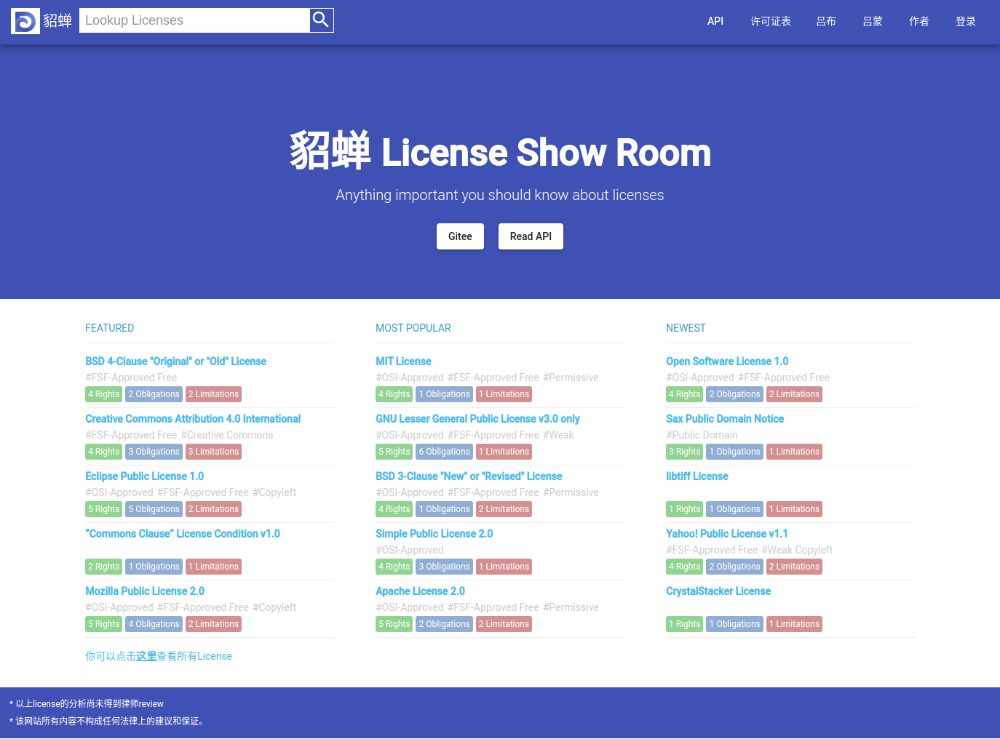 貂蝉
Lookup Licenses
API
许可证表
吕布
吕蒙
作者
登录
貂蝉 License Show Room
Anything important you should know about licenses
Gitee
Read API
FEATURED
BSD 4-Clause "Original" or "Old" License
#FSF-Approved Free
4 Rights 2 Obligations 2 Limitations
Creative Commons Attribution 4.0 International
#FSF-Approved Free #Creative Commons
4 Rights 3 Obligations 3 Limitations
Eclipse Public License 1.0
#OSI-Approved #FSF-Approved Free #Copyleft
5 Rights 5 Obligations 2 Limitations
“Commons Clause” License Condition v1.0
2 Rights 1 Obligations 1 Limitations
Mozilla Public License 2.0
#OSI-Approved #FSF-Approved Free #Copyleft
5 Rights 4 Obligations 2 Limitations
你可以点击这里查看所有License
MOST POPULAR
MIT License
#OSI-Approved #FSF-Approved Free #Permissive
4 Rights 1 Obligations 1 Limitations
GNU Lesser General Public License v3.0 only
#OSI-Approved #FSF-Approved Free #Weak
5 Rights 6 Obligations 1 Limitations
BSD 3-Clause "New" or "Revised" License
#OSI-Approved #FSF-Approved Free #Permissive
4 Rights 1 Obligations 2 Limitations
Simple Public License 2.0
#OSI-Approved
4 Rights 3 Obligations 1 Limitations
Apache License 2.0
#OSI-Approved #FSF-Approved Free #Permissive
5 Rights 2 Obligations 2 Limitations
NEWEST
Open Software License 1.0
#OSI-Approved #FSF-Approved Free
4 Rights 2 Obligations 2 Limitations
Sax Public Domain Notice
#Public Domain
3 Rights 1 Obligations 1 Limitations
libtiff License
1 Rights 1 Obligations 1 Limitations
Yahoo! Public License v1.1
#FSF-Approved Free #Weak Copyleft
4 Rights 2 Obligations 2 Limitations
CrystalStacker License
1 Rights 1 Obligations 1 Limitations
* 以上license的分析尚未得到律师review
* 该网站所有内容不构成任何法律上的建议和保证。